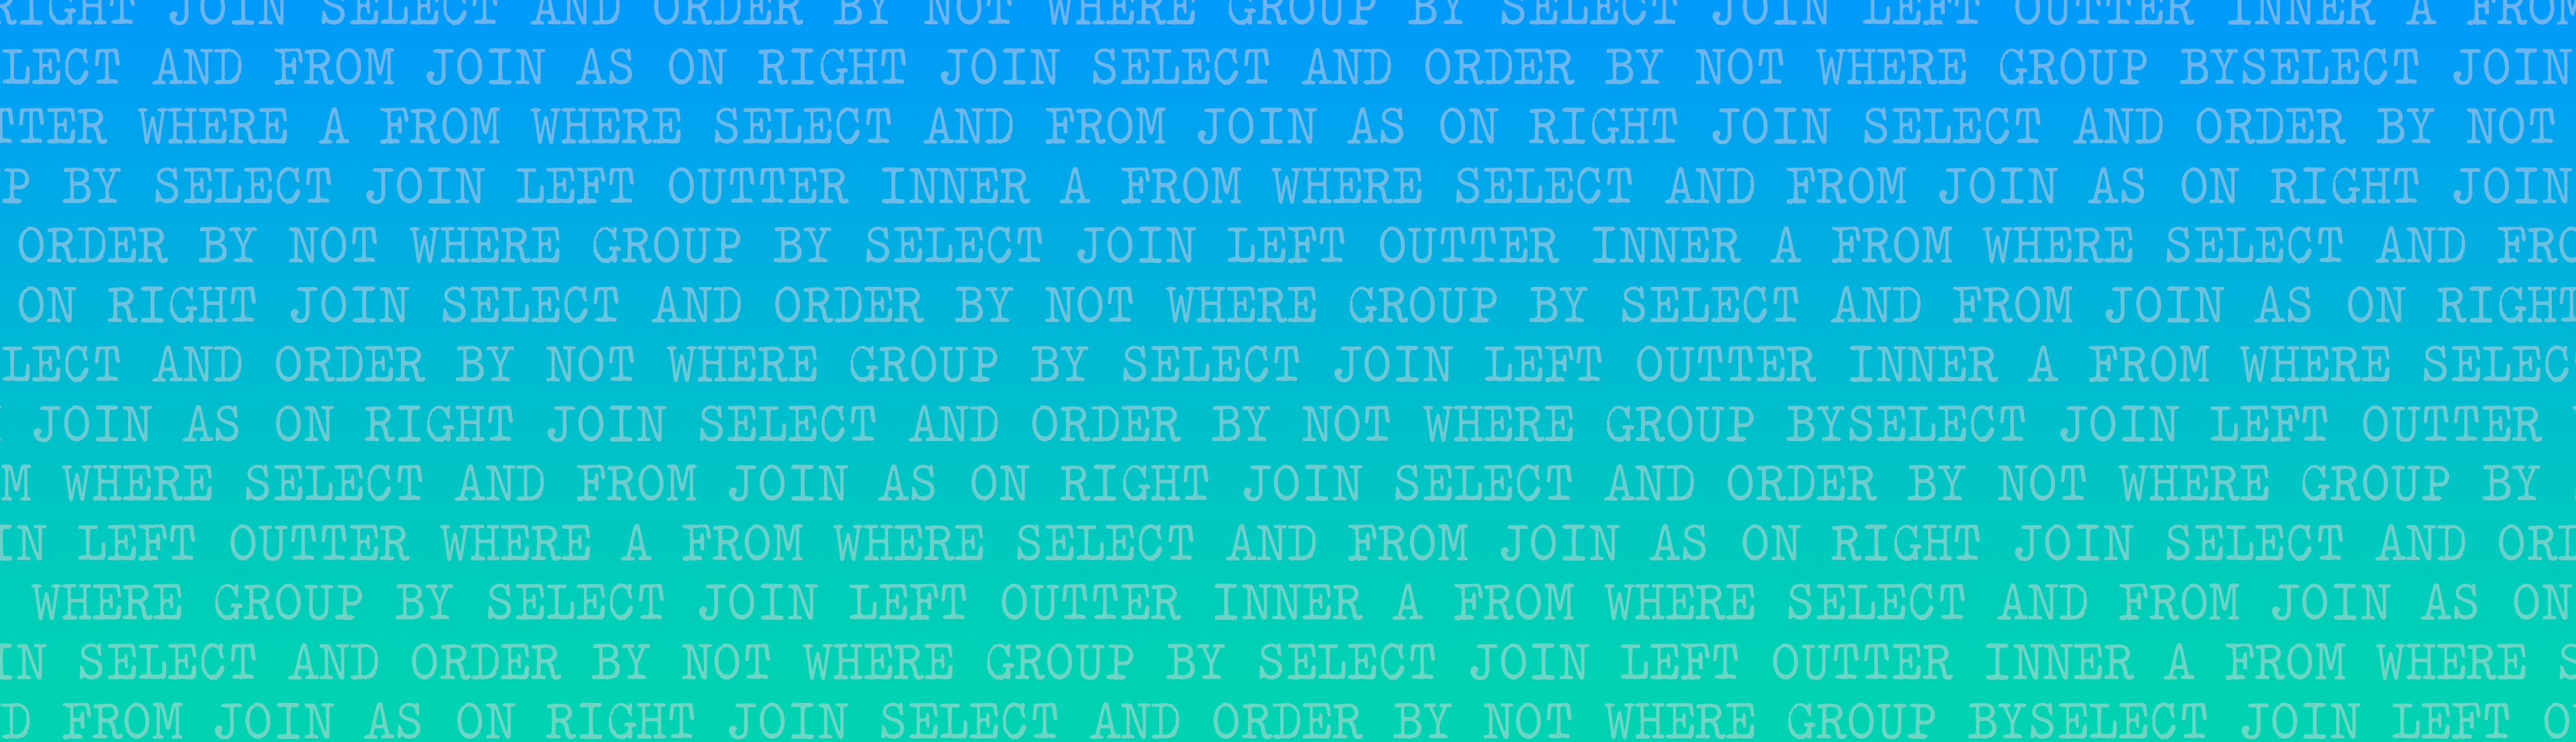 RIGHT JOIN SELECT AND ORDER BY NOT WHERE GROUP BY SELECT JOIN LEFT OUTTER INNER A FROM
LECT AND FROM JOIN AS ON RIGHT JOIN SELECT AND ORDER BY NOT WHERE GROUP BYSELECT JOIN
TTER WHERE A FROM WHERE SELECT AND FROM JOIN AS ON RIGHT JOIN SELECT AND ORDER BY NOT
P BY SELECT JOIN LEFT OUTTER INNER A FROM WHERE SELECT AND FROM JOIN AS ON RIGHT JOIN
ORDER BY NOT WHERE GROUP BY SELECT JOIN LEFT OUTTER INNER A FROM WHERE SELECT AND FRO
ON RIGHT JOIN SELECT AND ORDER BY NOT WHERE GROUP BY SELECT AND FROM JOIN AS ON RIGHT
LECT AND ORDER BY NOT WHERE GROUP BY SELECT JOIN LEFT OUTTER INNER A FROM WHERE SELEC
JOIN AS ON RIGHT JOIN SELECT AND ORDER BY NOT WHERE GROUP BYSELECT JOIN LEFT OUTTER
M WHERE SELECT AND FROM JOIN AS ON RIGHT JOIN SELECT AND ORDER BY NOT WHERE GROUP BY
IN LEFT OUTTER WHERE A FROM WHERE SELECT AND FROM JOIN AS ON RIGHT JOIN SELECT AND ORD
WHERE GROUP BY SELECT JOIN LEFT OUTTER INNER A FROM WHERE SELECT AND FROM JOIN AS ON
IN SELECT AND ORDER BY NOT WHERE GROUP BY SELECT JOIN LEFT OUTTER INNER A FROM WHERE S
D FROM JOIN AS ON RIGHT JOIN SELECT AND ORDER BY NOT WHERE GROUP BYSELECT JOIN LEFT O